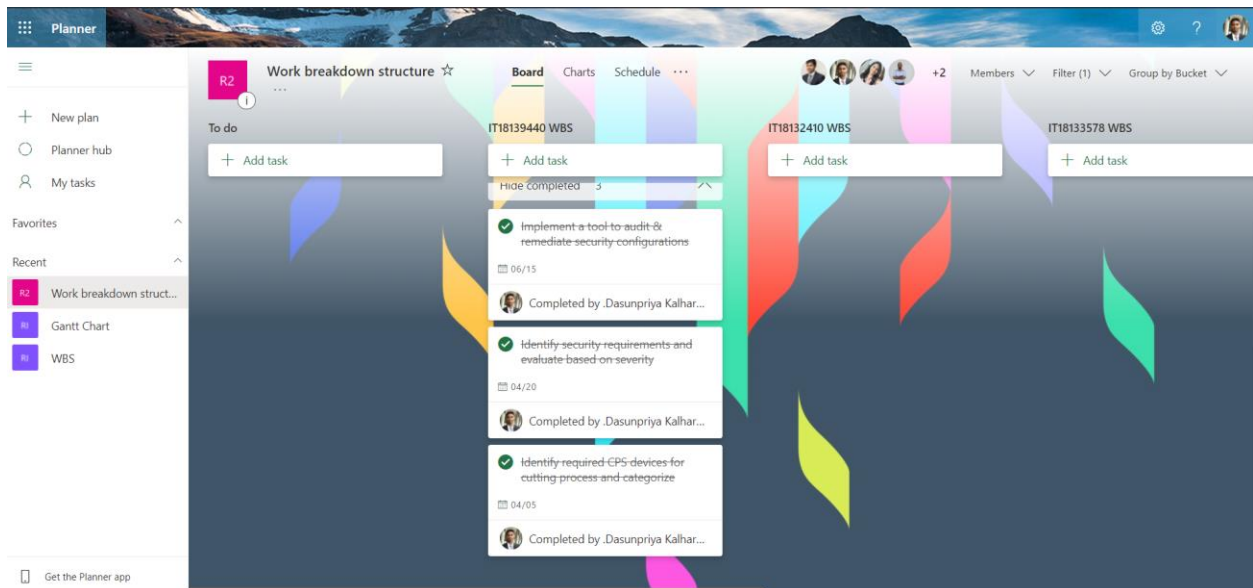 Planner
?
R2
Work breakdown structure
i
...
Board Charts Schedule ...
+2
Members
Filter (1)
Group by Bucket
New plan
Planner hub
My tasks
Favorites
Recent
R2 Work breakdown struct...
RI Gantt Chart
RI WBS
Get the Planner app
To do
+ Add task
IT18139440 WBS
+ Add task
Hide completed 3
Implement a tool to audit &
remediate security configurations
06/15
Completed by .Dasunpriya Kalhar...
Identify security requirements and
evaluate based on severity
04/20
Completed by .Dasunpriya Kalhar...
Identify required CPS devices for
cutting process and categorize
04/05
Completed by .Dasunpriya Kalhar...
IT18132410 WBS
+ Add task
IT18133578 WBS
+ Add task